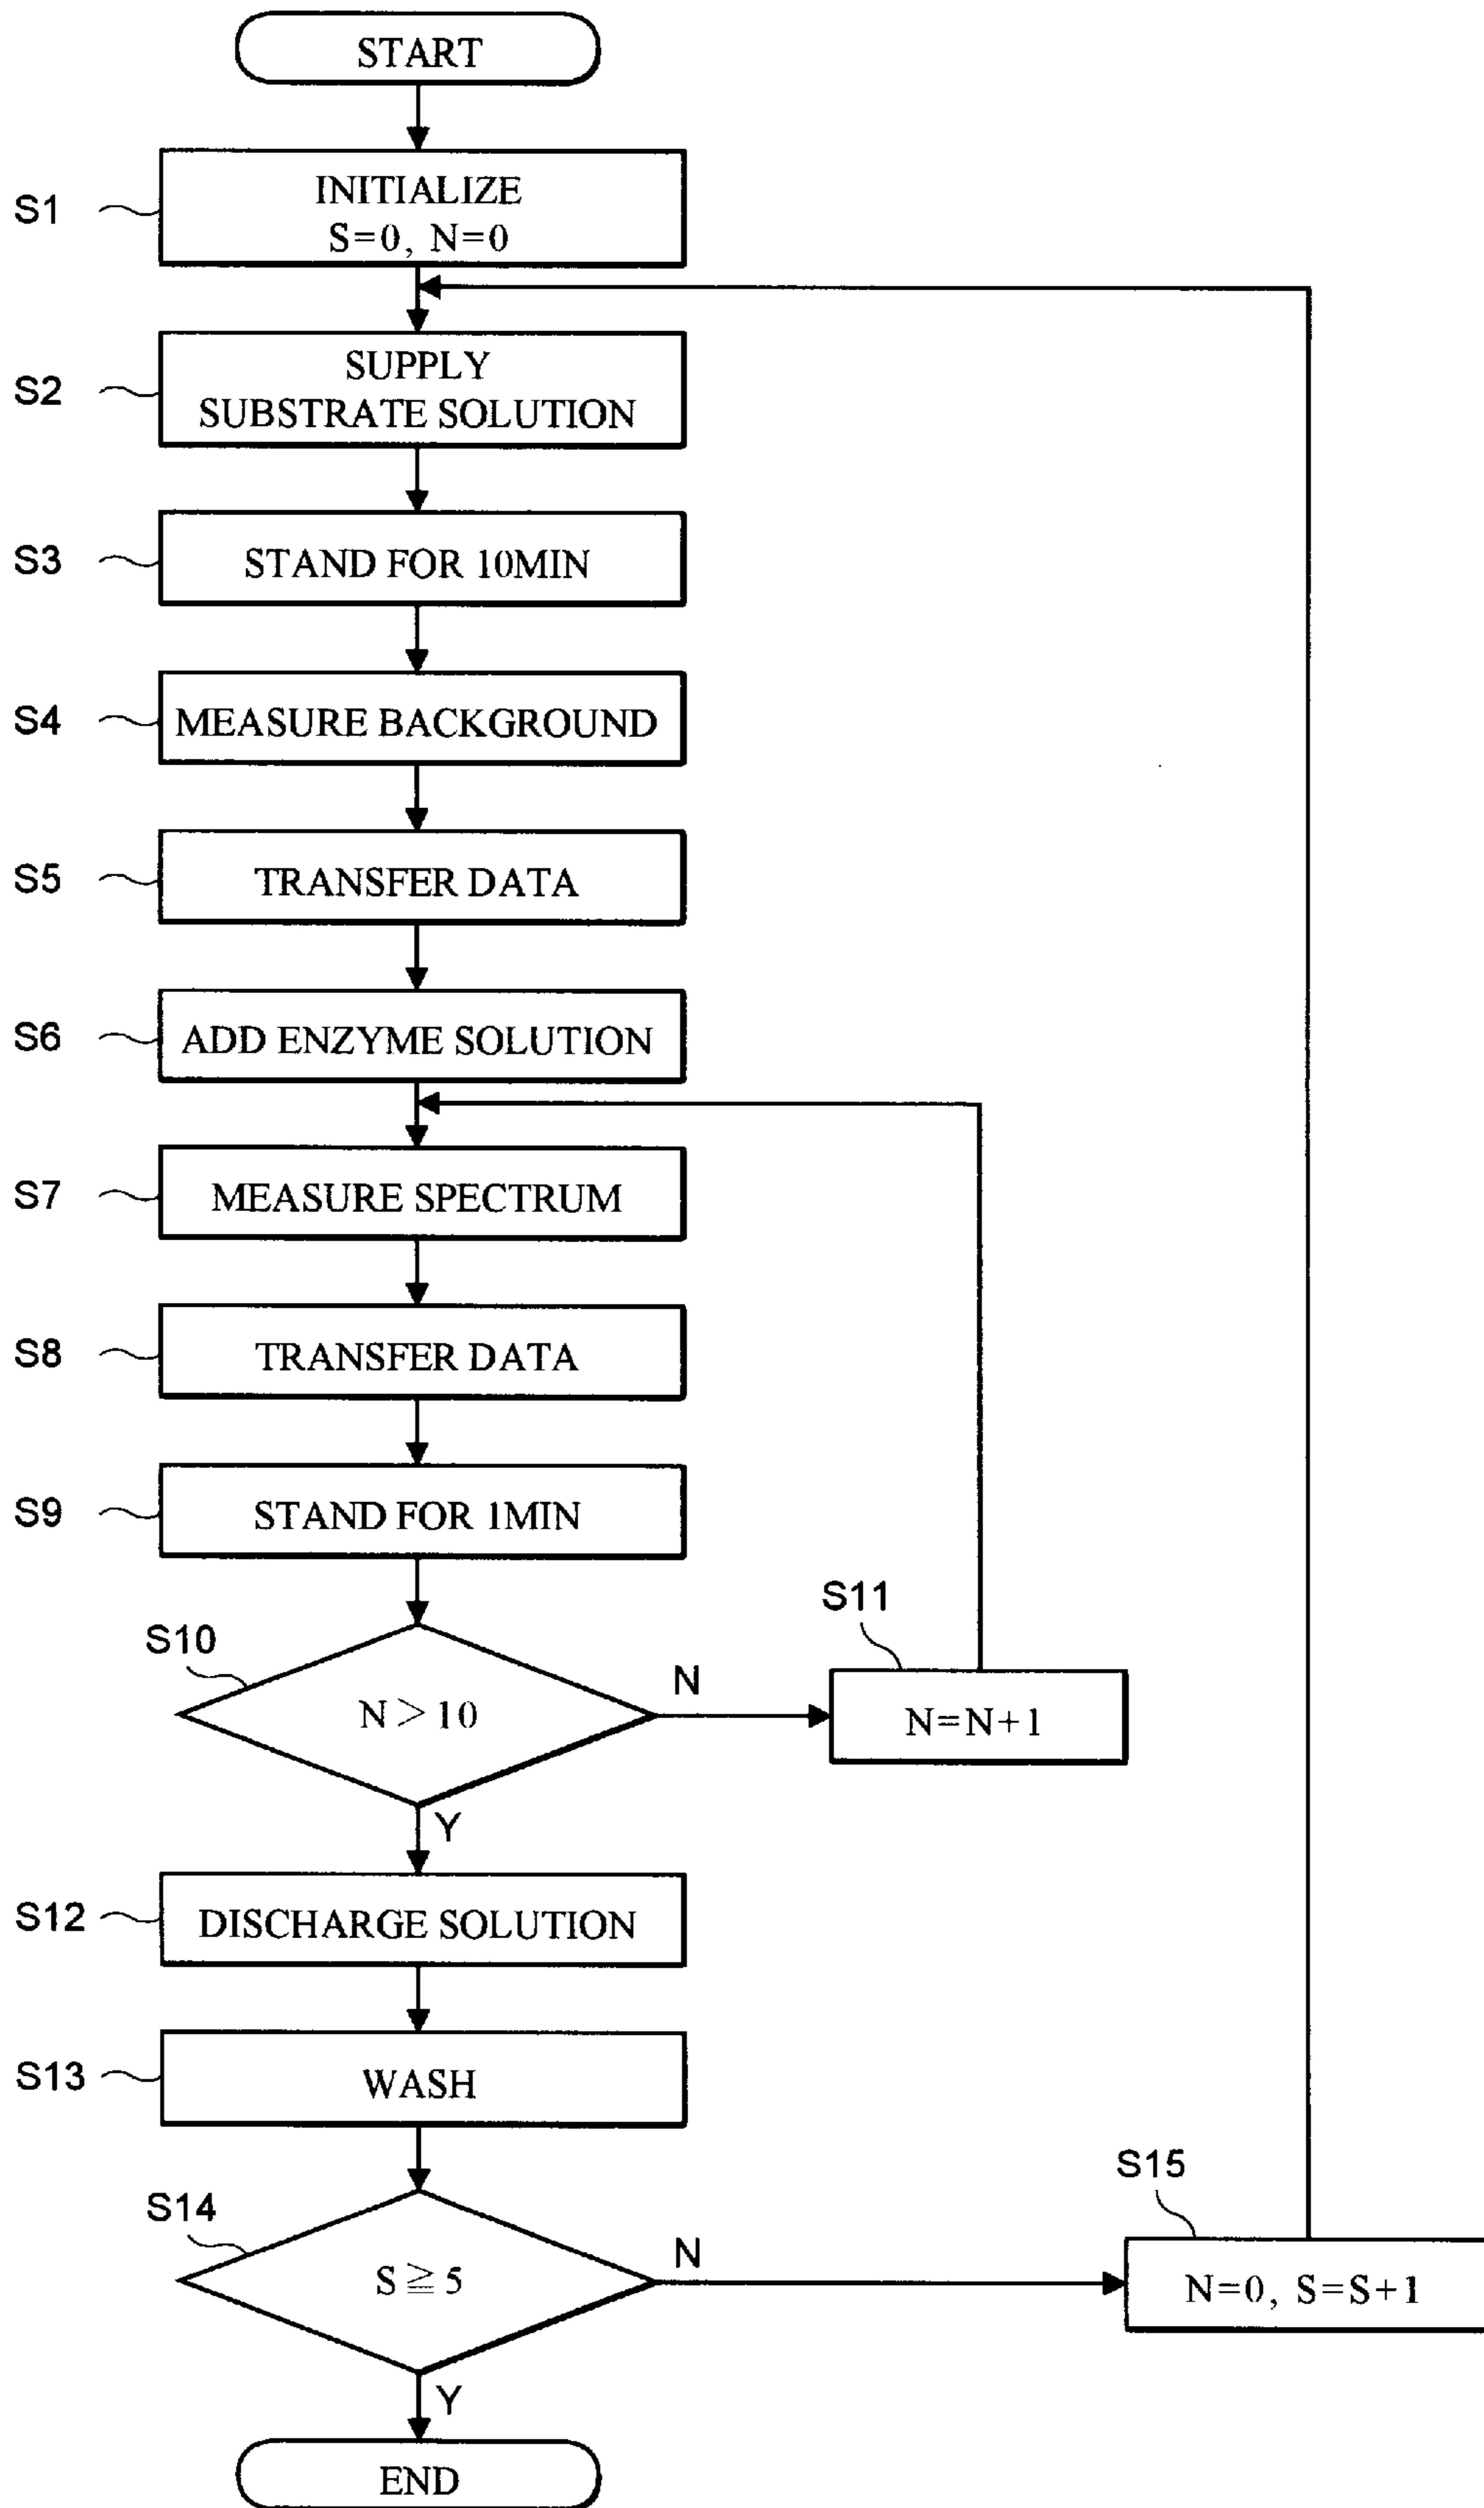 START
S1
INITIALIZE
S=0, N=0
S2
SUPPLY
SUBSTRATE SOLUTION
S3
STAND FOR 10MIN
S4
MEASURE BACKGROUND
S5
TRANSFER DATA
S6
ADD ENZYME SOLUTION
S7
MEASURE SPECTRUM
S8
TRANSFER DATA
S9
STAND FOR 1MIN
S10
N > 10
N
S11
N=N+1
Y
S12
DISCHARGE SOLUTION
S13
WASH
S14
S ≧ 5
N
S15
N=0, S=S+1
Y
END